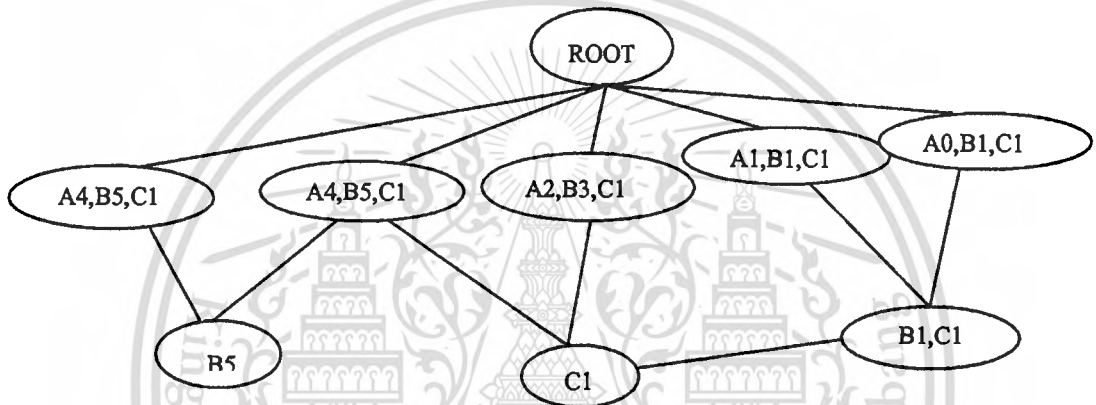 ROOT
A4,B5,C1
A4,B5,C1
A2,B3,C1
A1,B1,C1
A0,B1,C1
B5
C1
B1,C1